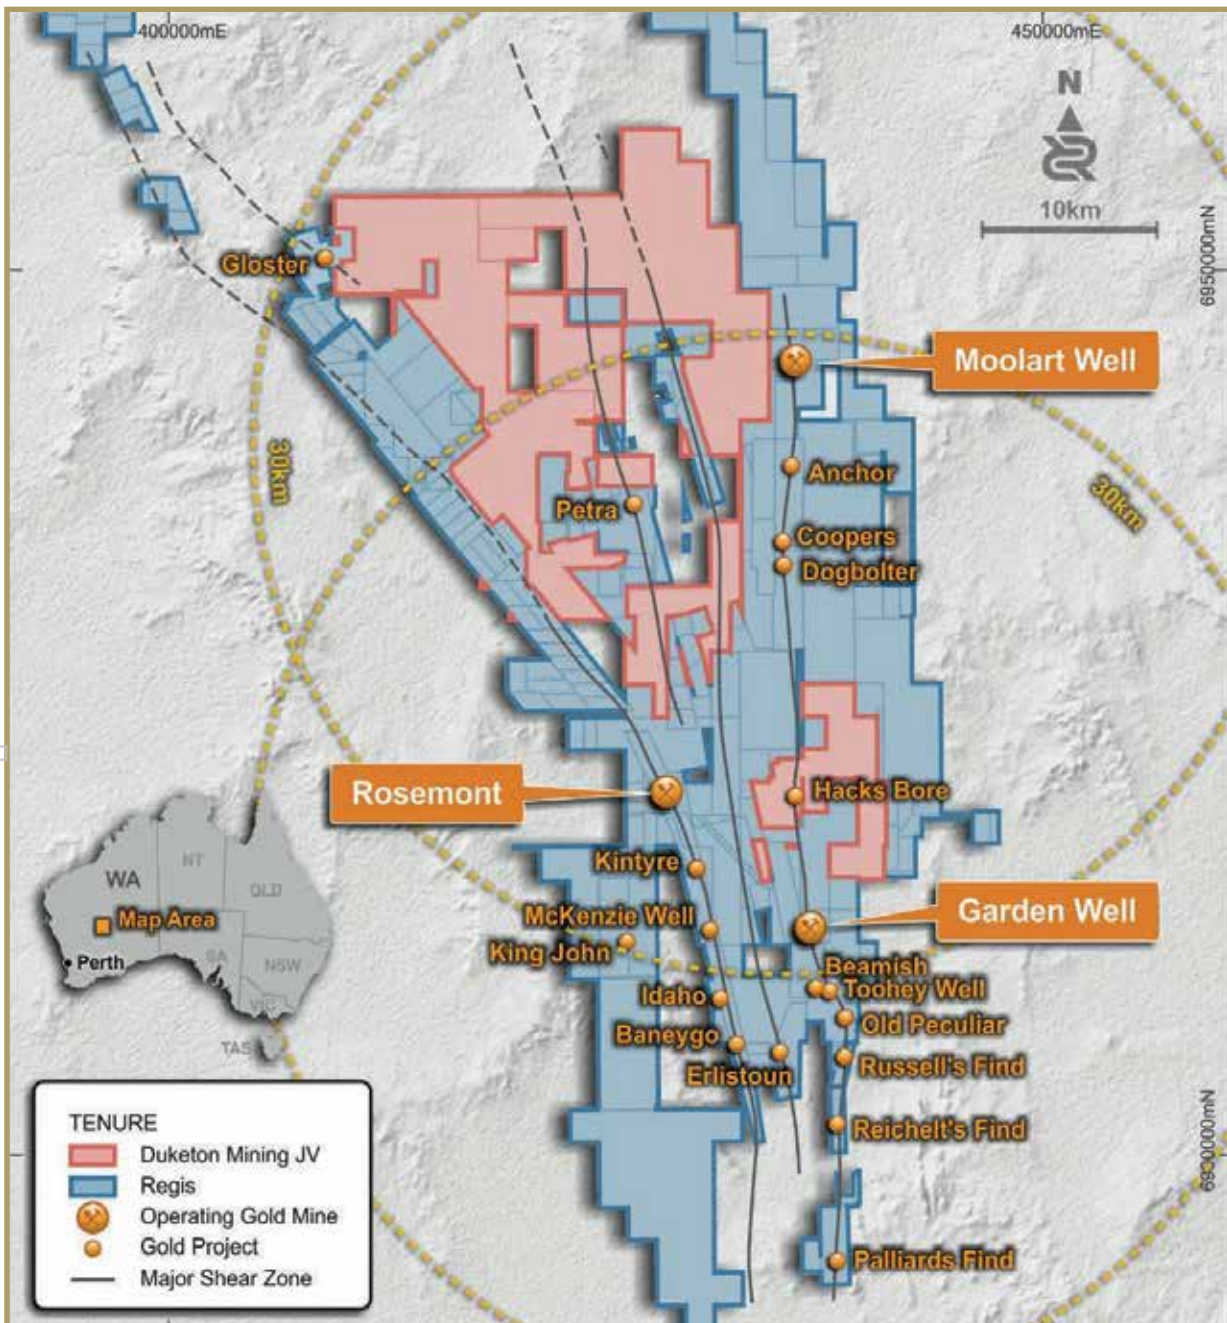 400000mE
450000mE
N
10km
6950000mN
Gloster
Moolart Well
30km
Anchor
30km
Petra
Coopers
Dogbolter
Rosemont
Hacks Bore
Kintyre
Garden Well
McKenzie Well
King John
Beamish
Toohey Well
Idaho
Old Peculiar
Baneygo
Russell's Find
Erlistoun
Reichelt's Find
6930000mN
Palliards Find
WA
NT
QLD
Map Area
Perth
SA
NSW
VIC
TAS
TENURE
Duketon Mining JV
Regis
Operating Gold Mine
Gold Project
Major Shear Zone